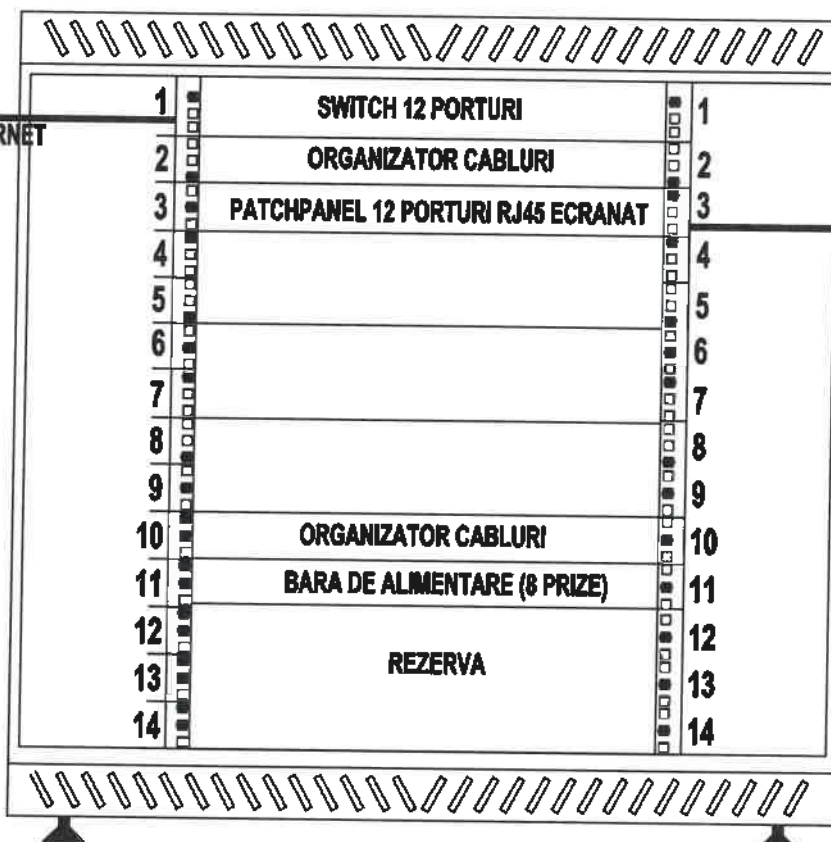 1 SWITCH 12 PORTURI 1
RNET
2 ORGANIZATOR CABLURI 2
3 PATCHPANEL 12 PORTURI RJ45 ECRANAT 3
4 4
5 5
6 6
7 7
8 8
9 9
10 ORGANIZATOR CABLURI 10
11 BARA DE ALIMENTARE (8 PRIZE) 11
12 12
REZERVA
13 13
14 14